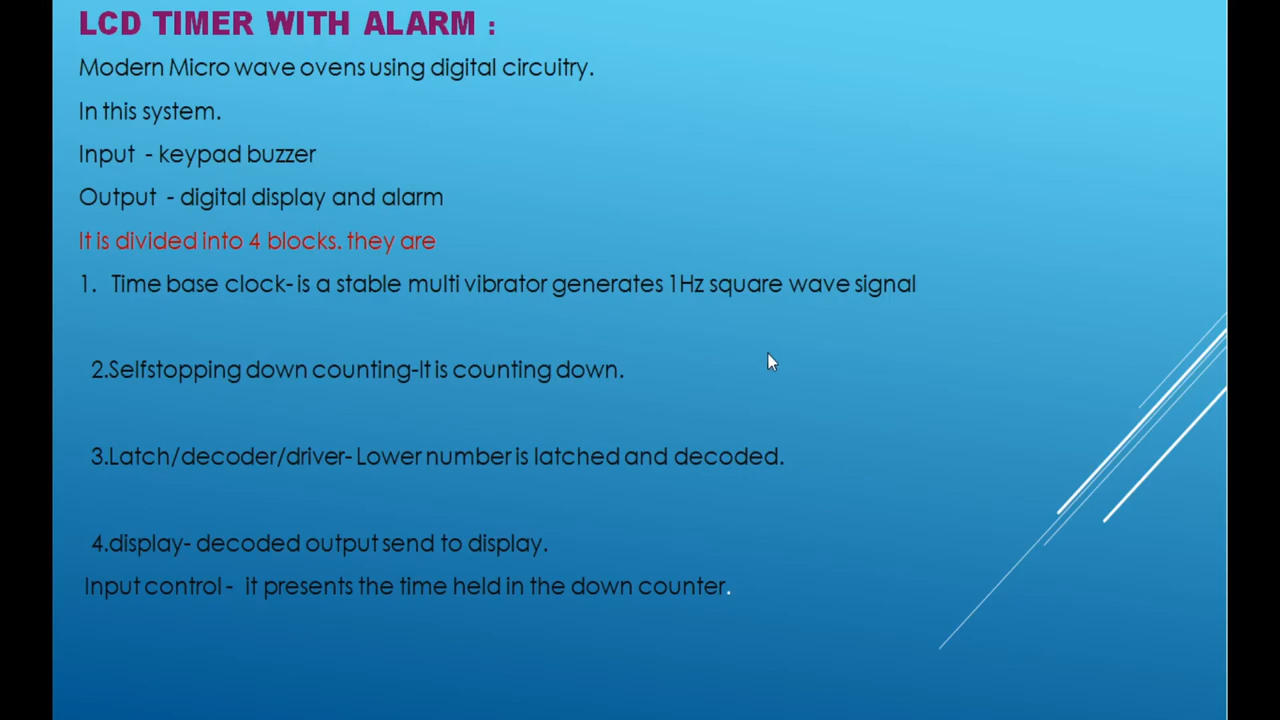 LCD TIMER WITH ALARM :
Modern Micro wave ovens using digital circuitry.
In this system.
Input - keypad buzzer
Output - digital display and alarm
It is divided into 4 blocks. they are
1. Time base clock- is a stable multi vibrator generates 1Hz square wave signal
2.Selfstopping down counting-It is counting down.
3.Latch/decoder/driver- Lower number is latched and decoded.
4.display- decoded output send to display.
Input control - it presents the time held in the down counter.